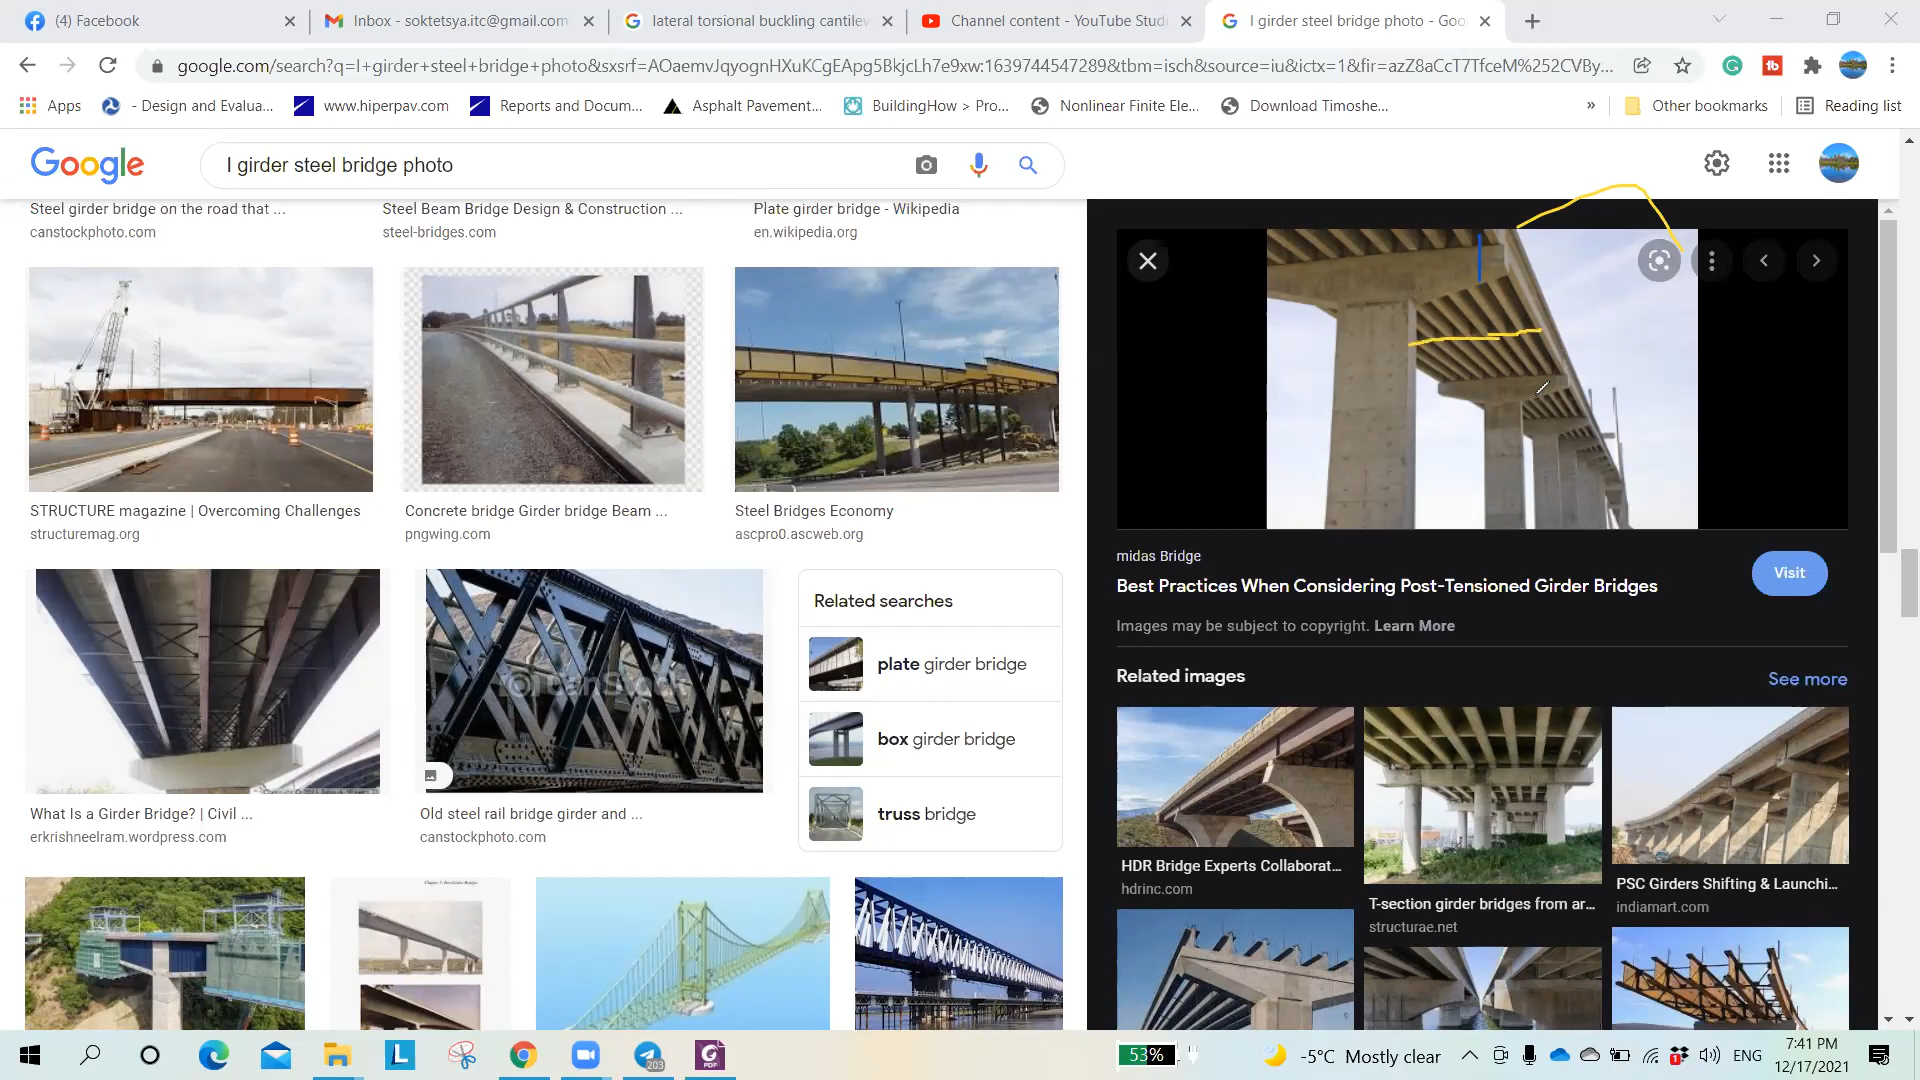 (4) Facebook
Inbox - soktetsya.itc@gmail.com
lateral torsional buckling cantilev
Channel content - YouTube Studi
I girder steel bridge photo - Goo
google.com/search?q=I+girder+steel+bridge+photo&sxsrf=AOaemvJqyognHXuKCgEApg5BkjcLh7e9xw:1639744547289&tbm=isch&source=iu&ictx=1&fir=azZ8aCcT7TfceM%252CVBy...
Apps
- Design and Evalua...
www.hiperpav.com
Reports and Docum...
Asphalt Pavement...
BuildingHow > Pro...
Nonlinear Finite Ele...
Download Timoshe...
»
Other bookmarks
Reading list
Google
I girder steel bridge photo
Steel girder bridge on the road that ...
canstockphoto.com
Steel Beam Bridge Design & Construction ...
steel-bridges.com
Plate girder bridge - Wikipedia
en.wikipedia.org
STRUCTURE magazine | Overcoming Challenges
structuremag.org
Concrete bridge Girder bridge Beam ...
pngwing.com
Steel Bridges Economy
ascpro0.ascweb.org
What Is a Girder Bridge? | Civil ...
erkrishneelram.wordpress.com
Old steel rail bridge girder and ...
canstockphoto.com
Related searches
plate girder bridge
box girder bridge
truss bridge
midas Bridge
Best Practices When Considering Post-Tensioned Girder Bridges
Visit
Images may be subject to copyright. Learn More
Related images
See more
HDR Bridge Experts Collaborat...
hdrinc.com
T-section girder bridges from ar...
structurae.net
PSC Girders Shifting & Launchi...
indiamart.com
53%
-5°C Mostly clear
ENG
7:41 PM
12/17/2021
203